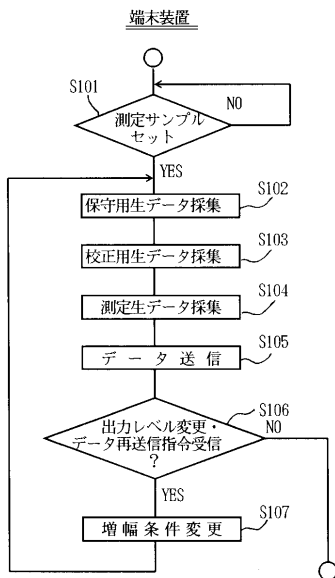 端末装置
S101
NO
測定サンプル
セット
YES
S102
保守用生データ採集
S103
校正用生データ採集
S104
測定生データ採集
S105
データ送信
S106
出力レベル変更・
データ再送信指令受信
?
NO
YES
S107
増幅条件変更